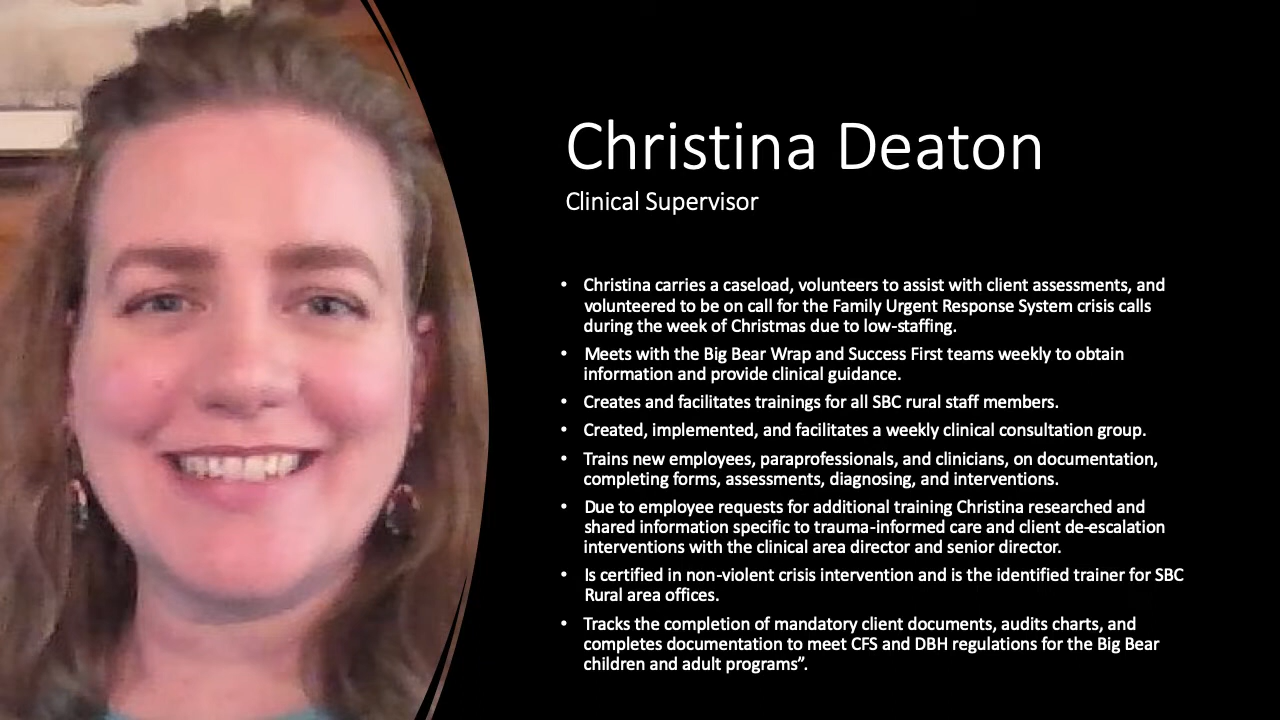 Christina Deaton
Clinical Supervisor
• Christina carries a caseload, volunteers to assist with client assessments, and
volunteered to be on call for the Family Urgent Response System crisis calls
during the week of Christmas due to low-staffing.
• Meets with the Big Bear Wrap and Success First teams weekly to obtain
information and provide clinical guidance.
• Creates and facilitates trainings for all SBC rural staff members.
• Created, implemented, and facilitates a weekly clinical consultation group.
• Trains new employees, paraprofessionals, and clinicians, on documentation,
completing forms, assessments, diagnosing, and interventions.
• Due to employee requests for additional training Christina researched and
shared information specific to trauma-informed care and client de-escalation
interventions with the clinical area director and senior director.
• Is certified in non-violent crisis intervention and is the identified trainer for SBC
Rural area offices.
• Tracks the completion of mandatory client documents, audits charts, and
completes documentation to meet CFS and DBH regulations for the Big Bear
children and adult programs”.